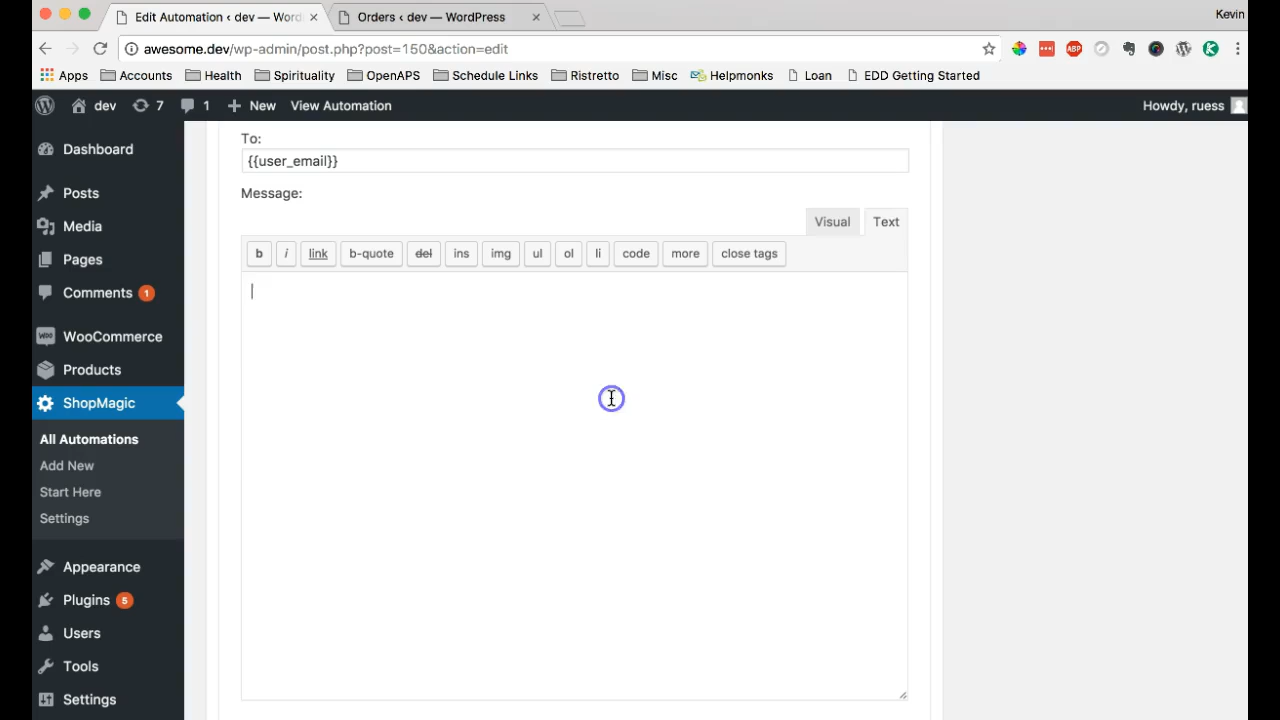 Edit Automation ‹ dev — Word
Orders ‹ dev — WordPress
Kevin
awesome.dev/wp-admin/post.php?post=150&action=edit
ABP
Apps
Accounts
Health
Spirituality
OpenAPS
Schedule Links
Ristretto
Misc
Helpmonks
Loan
EDD Getting Started
dev
7
1
New
View Automation
Howdy, ruess
Dashboard
Posts
Media
Pages
Comments 1
WooCommerce
Products
ShopMagic
All Automations
Add New
Start Here
Settings
Appearance
Plugins 5
Users
Tools
Settings
To:
{{user_email}}
Message:
Visual
Text
b
i
link
b-quote
del
ins
img
ul
ol
li
code
more
close tags